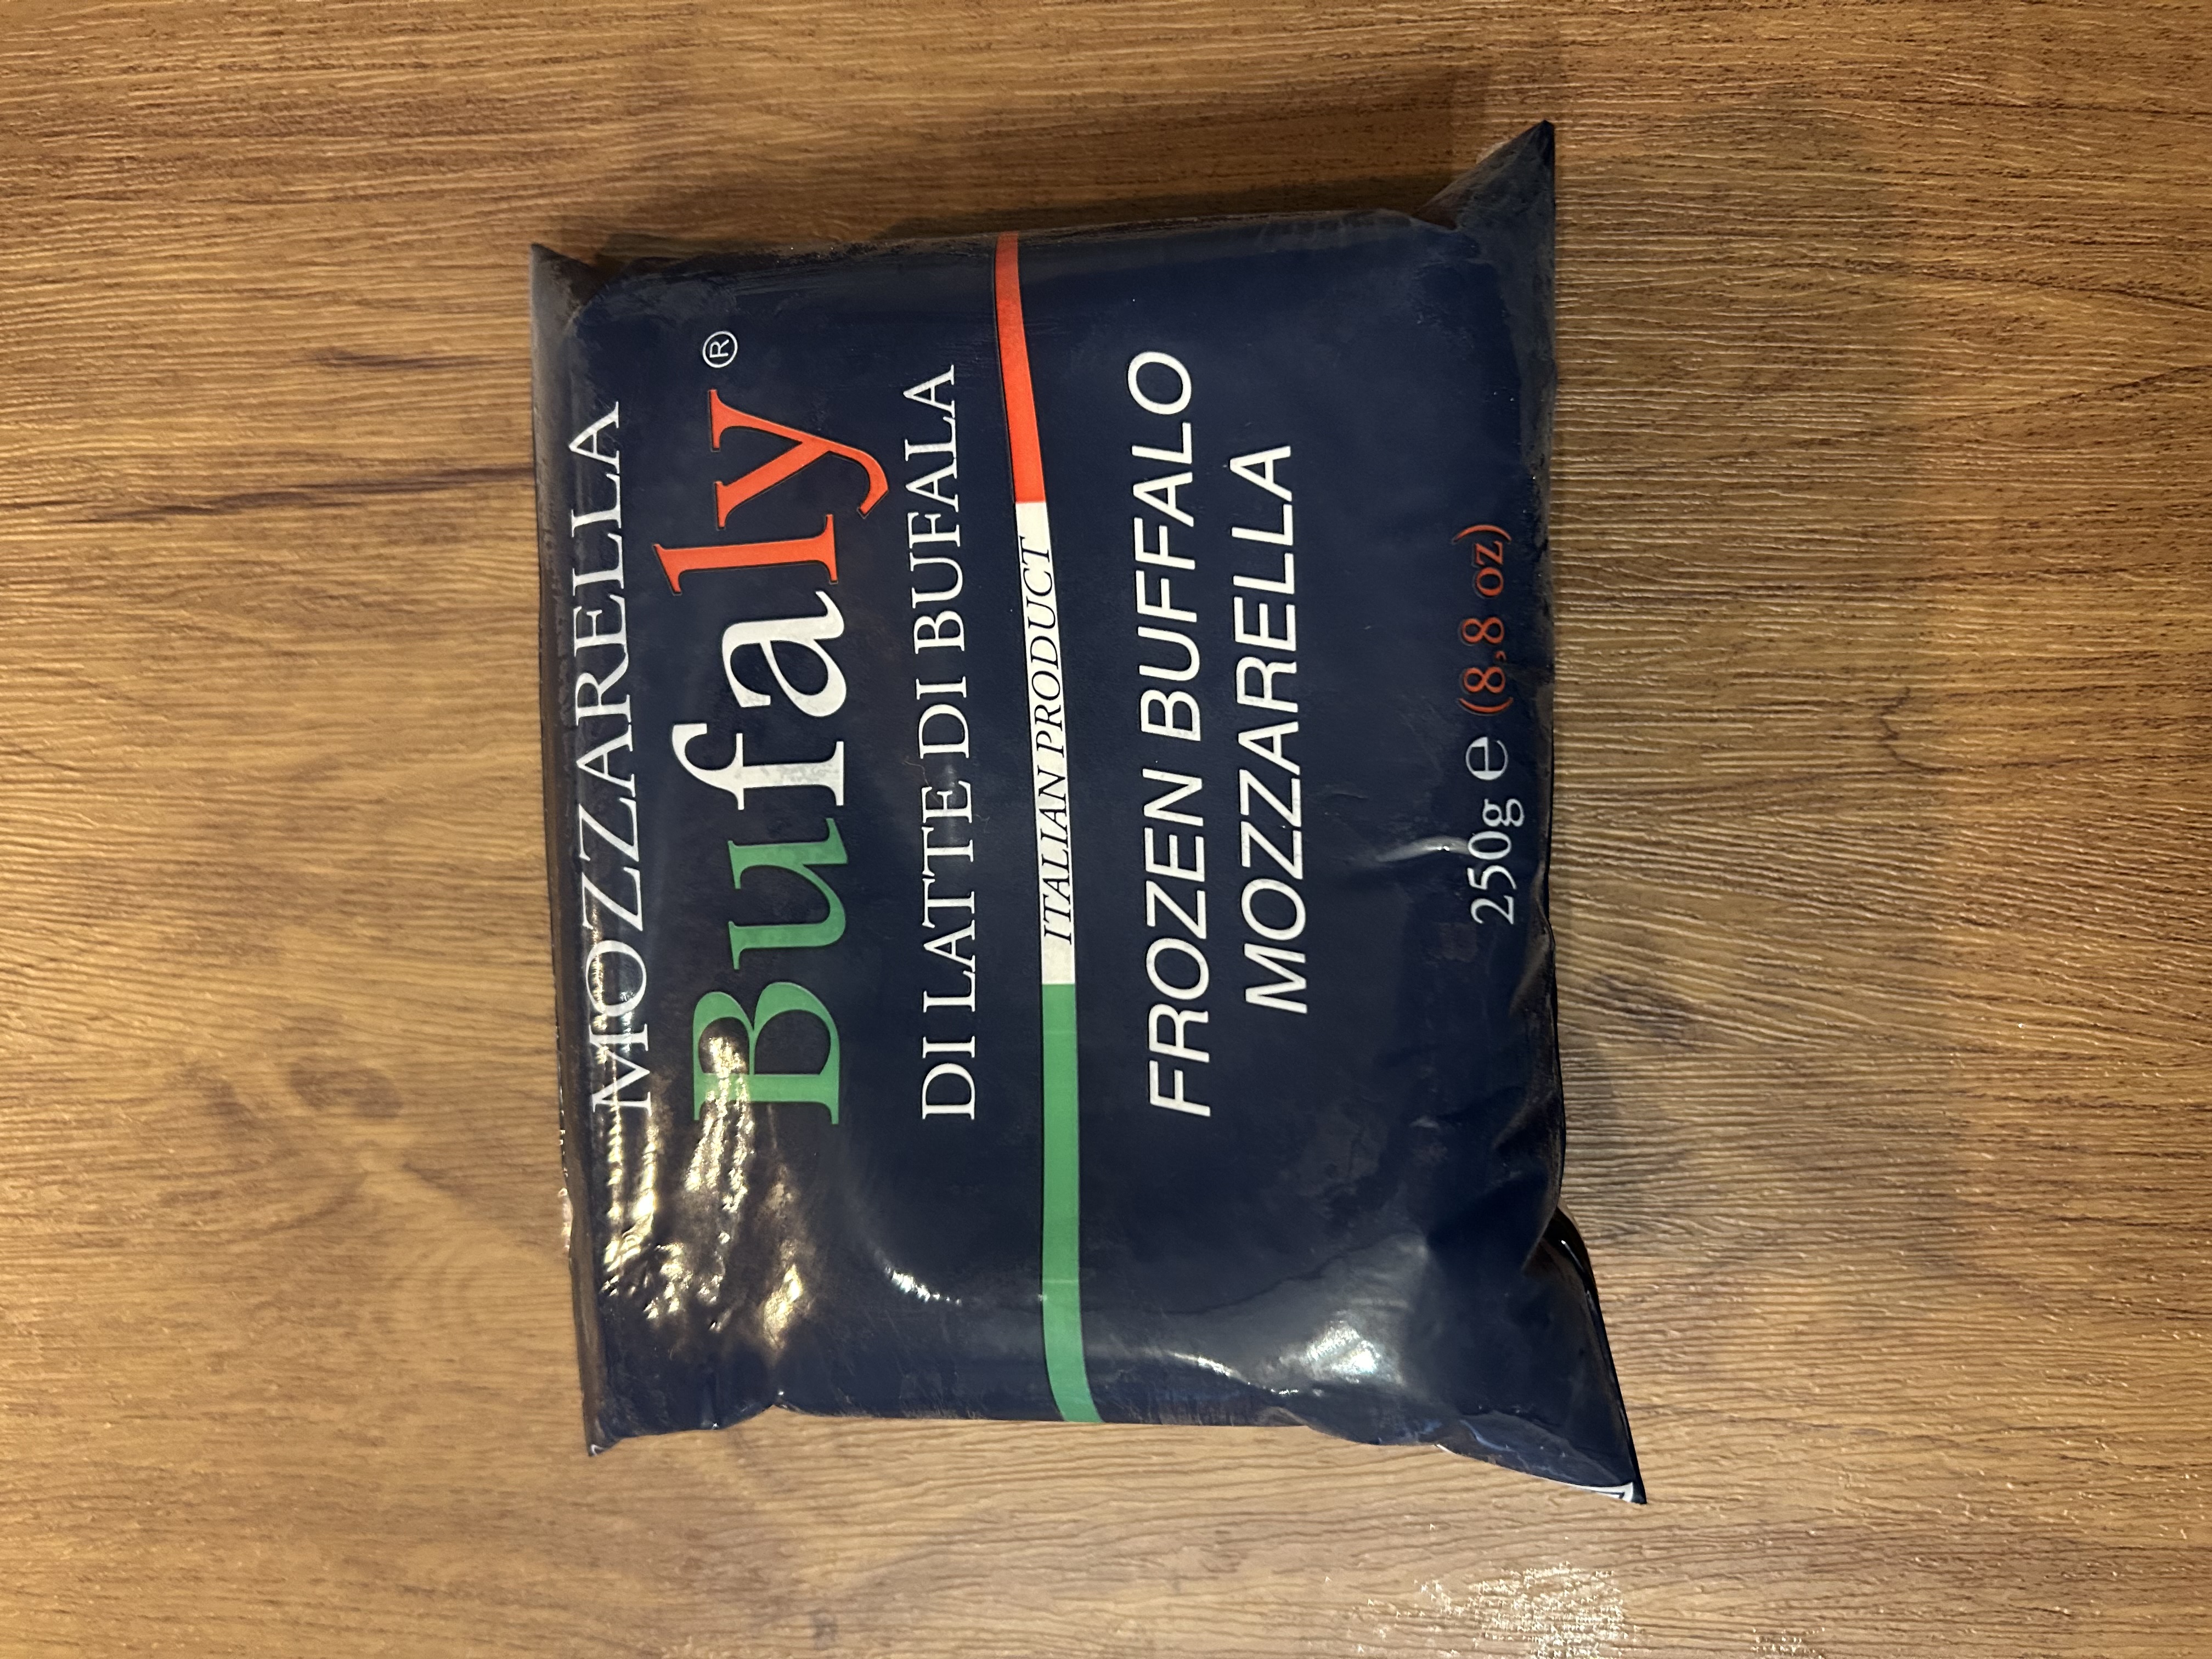 MOZZARELLA
Bufaly®
DI LATTE DI BUFALA
ITALIAN PRODUCT
FROZEN BUFFALO
MOZZARELLA
250g ℮ (8,8 oz)